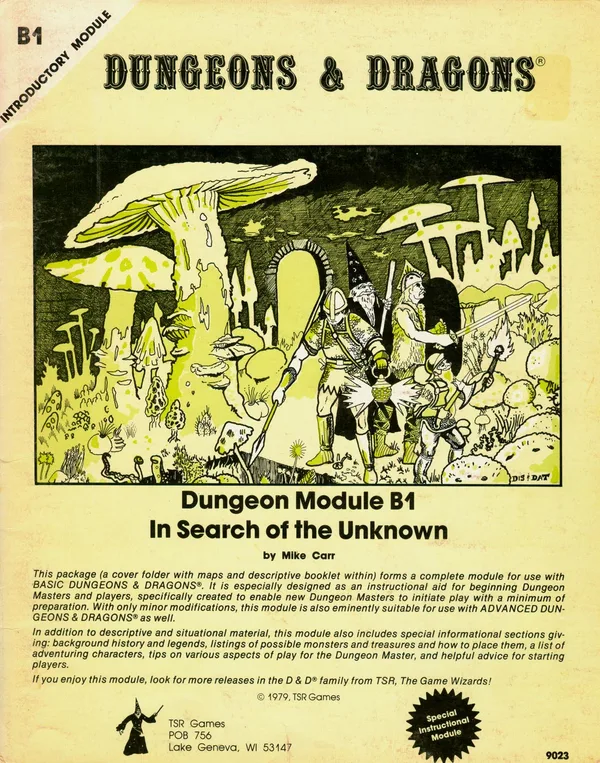 B1
INTRODUCTORY MODULE
DUNGEONS & DRAGONS®
DIS & DAT
Dungeon Module B1
In Search of the Unknown
by Mike Carr
This package (a cover folder with maps and descriptive booklet within) forms a complete module for use with
BASIC DUNGEONS & DRAGONS®. It is especially designed as an instructional aid for beginning Dungeon
Masters and players, specifically created to enable new Dungeon Masters to initiate play with a minimum of
preparation. With only minor modifications, this module is also eminently suitable for use with ADVANCED DUN-
GEONS & DRAGONS® as well.
In addition to descriptive and situational material, this module also includes special informational sections giv-
ing: background history and legends, listings of possible monsters and treasures and how to place them, a list of
adventuring characters, tips on various aspects of play for the Dungeon Master, and helpful advice for starting
players.
If you enjoy this module, look for more releases in the D & D® family from TSR, The Game Wizards!
© 1979, TSR Games
TSR Games
POB 756
Lake Geneva, WI 53147
Special
Instructional
Module
9023